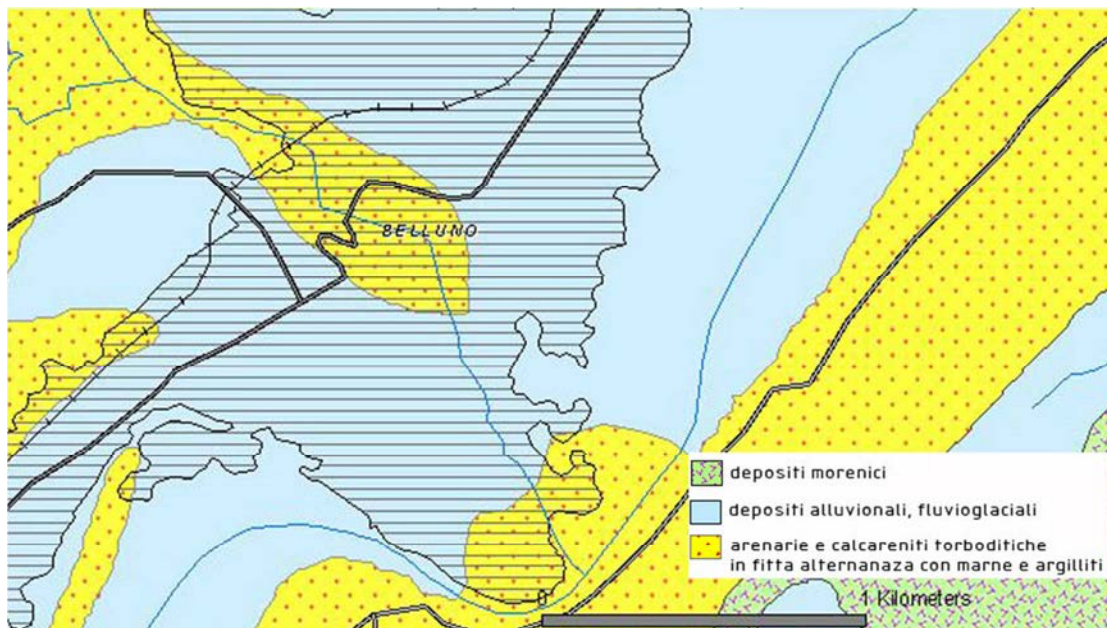 BELLUNO
depositi morenici
depositi alluvionali, fluvioglaciali
arenarie e calcareniti torboditiche
in fitta alternanaza con marne e argilliti
0 1 Kilometers